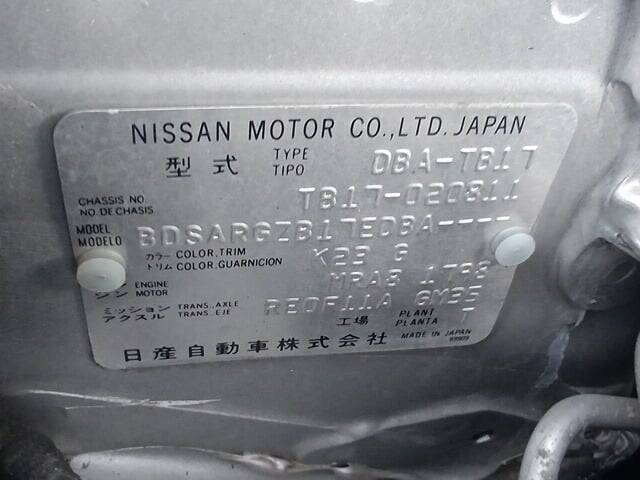 NISSAN MOTOR CO.,LTD. JAPAN
型式 TYPE TIPO DBA-TB17
CHASSIS NO. NO.DE CHASIS TB17-020811
MODEL MODELO BDSARGZB17EDBA----
カラー COLOR,TRIM トリム COLOR,GUARNICION K23 G
ジン ENGINE MOTOR MRA8 1798
ミッション アクスル TRANS.,AXLE TRANS.,EJE RE0F11A GM35
工場 PLANT PLANTA T
日産自動車株式会社 MADE IN JAPAN